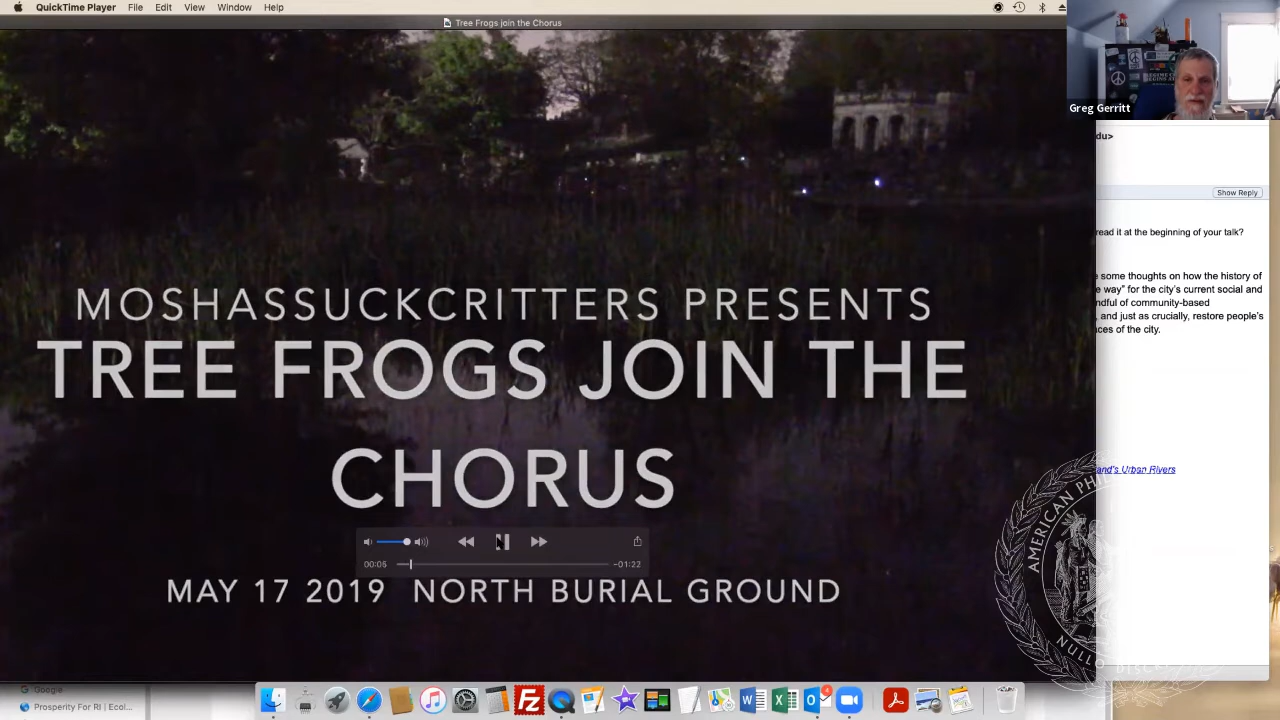 QuickTime Player File Edit View Window Help
Tree Frogs join the Chorus
Greg Gerritt
du>
Show Reply
read it at the beginning of your talk?
e some thoughts on how the history of
e way" for the city's current social and
ndful of community-based
, and just as crucially, restore people's
ces of the city.
MOSHASSUCKCRITTERS PRESENTS
TREE FROGS JOIN THE
CHORUS
00:05
-01:22
MAY 17 2019 NORTH BURIAL GROUND
and's Urban Rivers
AMERICAN
NULLO
Google
Prosperity For RI | Ecol...